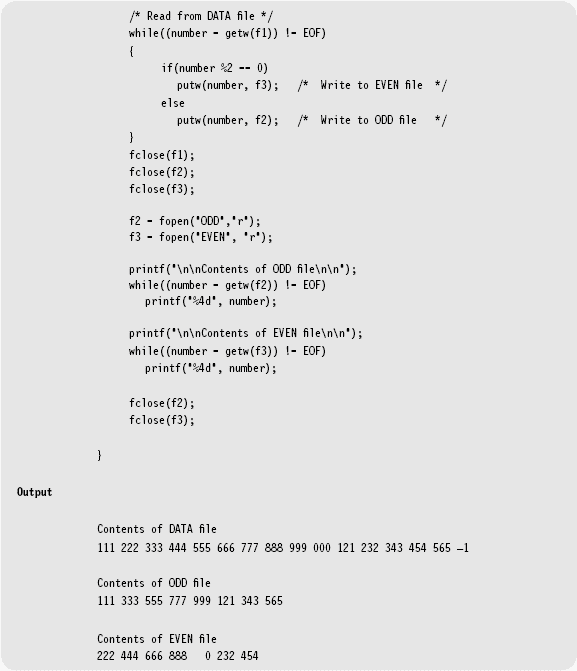 /* Read from DATA file */
while((number = getw(f1)) != EOF)
{
if(number %2 == 0)
putw(number, f3); /* Write to EVEN file */
else
putw(number, f2); /* Write to ODD file */
}
fclose(f1);
fclose(f2);
fclose(f3);
f2 = fopen("ODD","r");
f3 = fopen("EVEN", "r");
printf("\n\nContents of ODD file\n\n");
while((number = getw(f2)) != EOF)
printf("%4d", number);
printf("\n\nContents of EVEN file\n\n");
while((number = getw(f3)) != EOF)
printf("%4d", number);
fclose(f2);
fclose(f3);
}
Output
Contents of DATA file
111 222 333 444 555 666 777 888 999 000 121 232 343 454 565 –1
Contents of ODD file
111 333 555 777 999 121 343 565
Contents of EVEN file
222 444 666 888 0 232 454